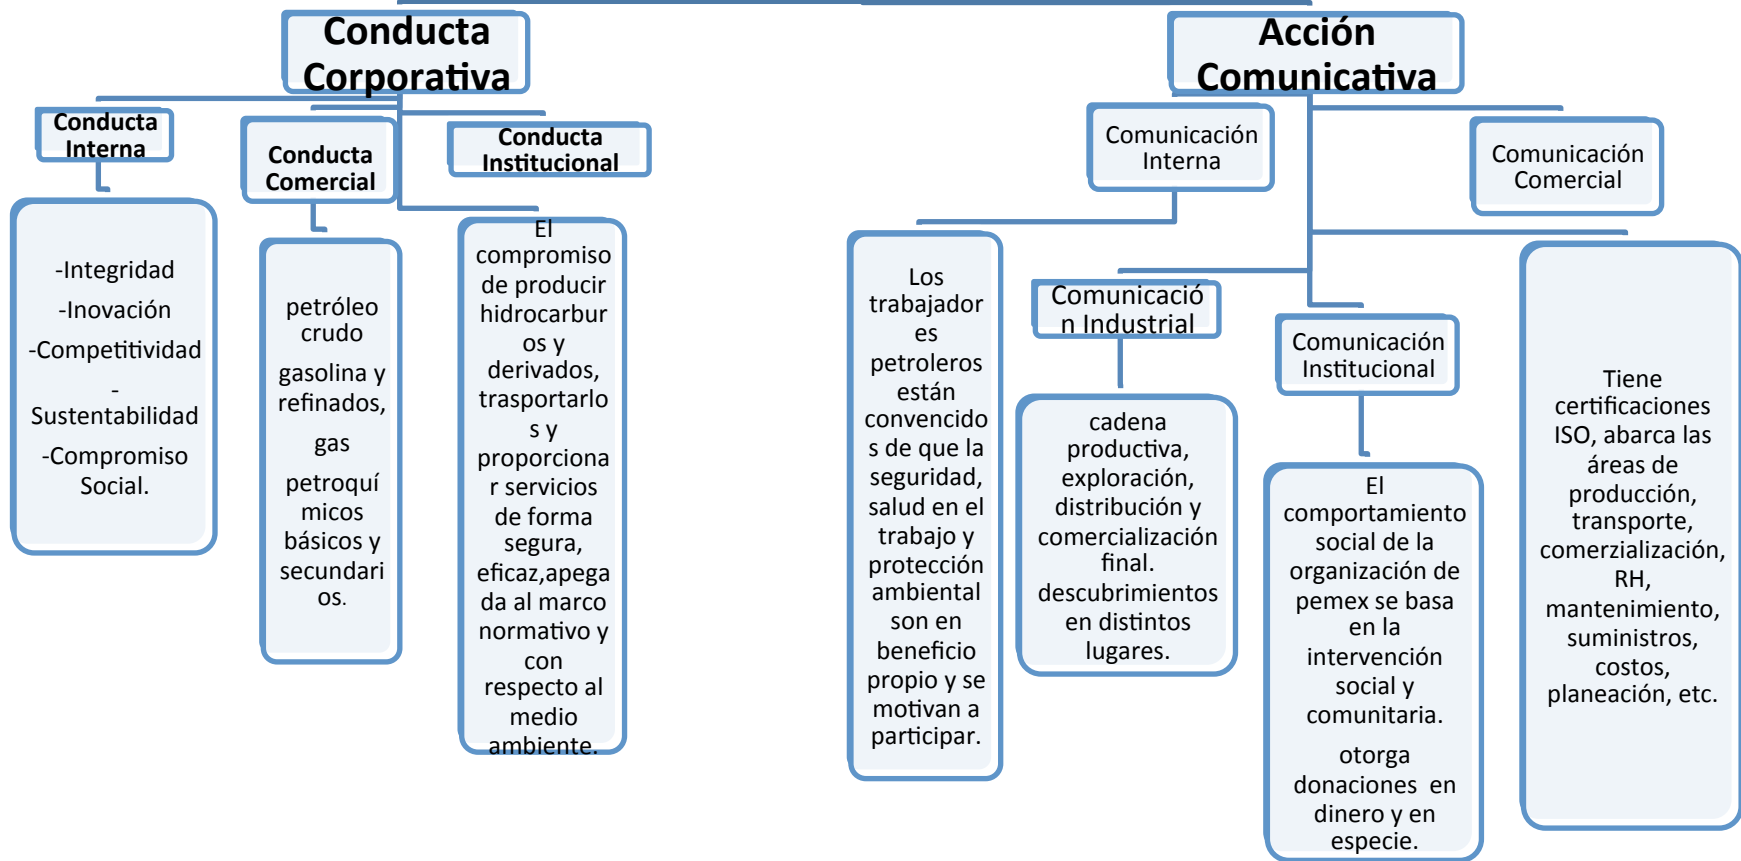 Conducta
Corporativa
Conducta
Interna
-Integridad
-Inovación
-Competitividad
-
Sustentabilidad
-Compromiso
Social.
Conducta
Comercial
petróleo
crudo
gasolina y
refinados,
gas
petroquí
micos
básicos y
secundari
os.
Conducta
Institucional
El
compromiso
de producir
hidrocarbur
os y
derivados,
trasportarlo
s y
proporciona
r servicios
de forma
segura,
eficaz,apega
da al marco
normativo y
con
respecto al
medio
ambiente.
Acción
Comunicativa
Comunicación
Interna
Los
trabajador
es
petroleros
están
convencido
s de que la
seguridad,
salud en el
trabajo y
protección
ambiental
son en
beneficio
propio y se
motivan a
participar.
Comunicació
n Industrial
cadena
productiva,
exploración,
distribución y
comercialización
final.
descubrimientos
en distintos
lugares.
Comunicación
Institucional
El
comportamiento
social de la
organización de
pemex se basa
en la
intervención
social y
comunitaria.
otorga
donaciones en
dinero y en
especie.
Comunicación
Comercial
Tiene
certificaciones
ISO, abarca las
áreas de
producción,
transporte,
comerzialización,
RH,
mantenimiento,
suministros,
costos,
planeación, etc.